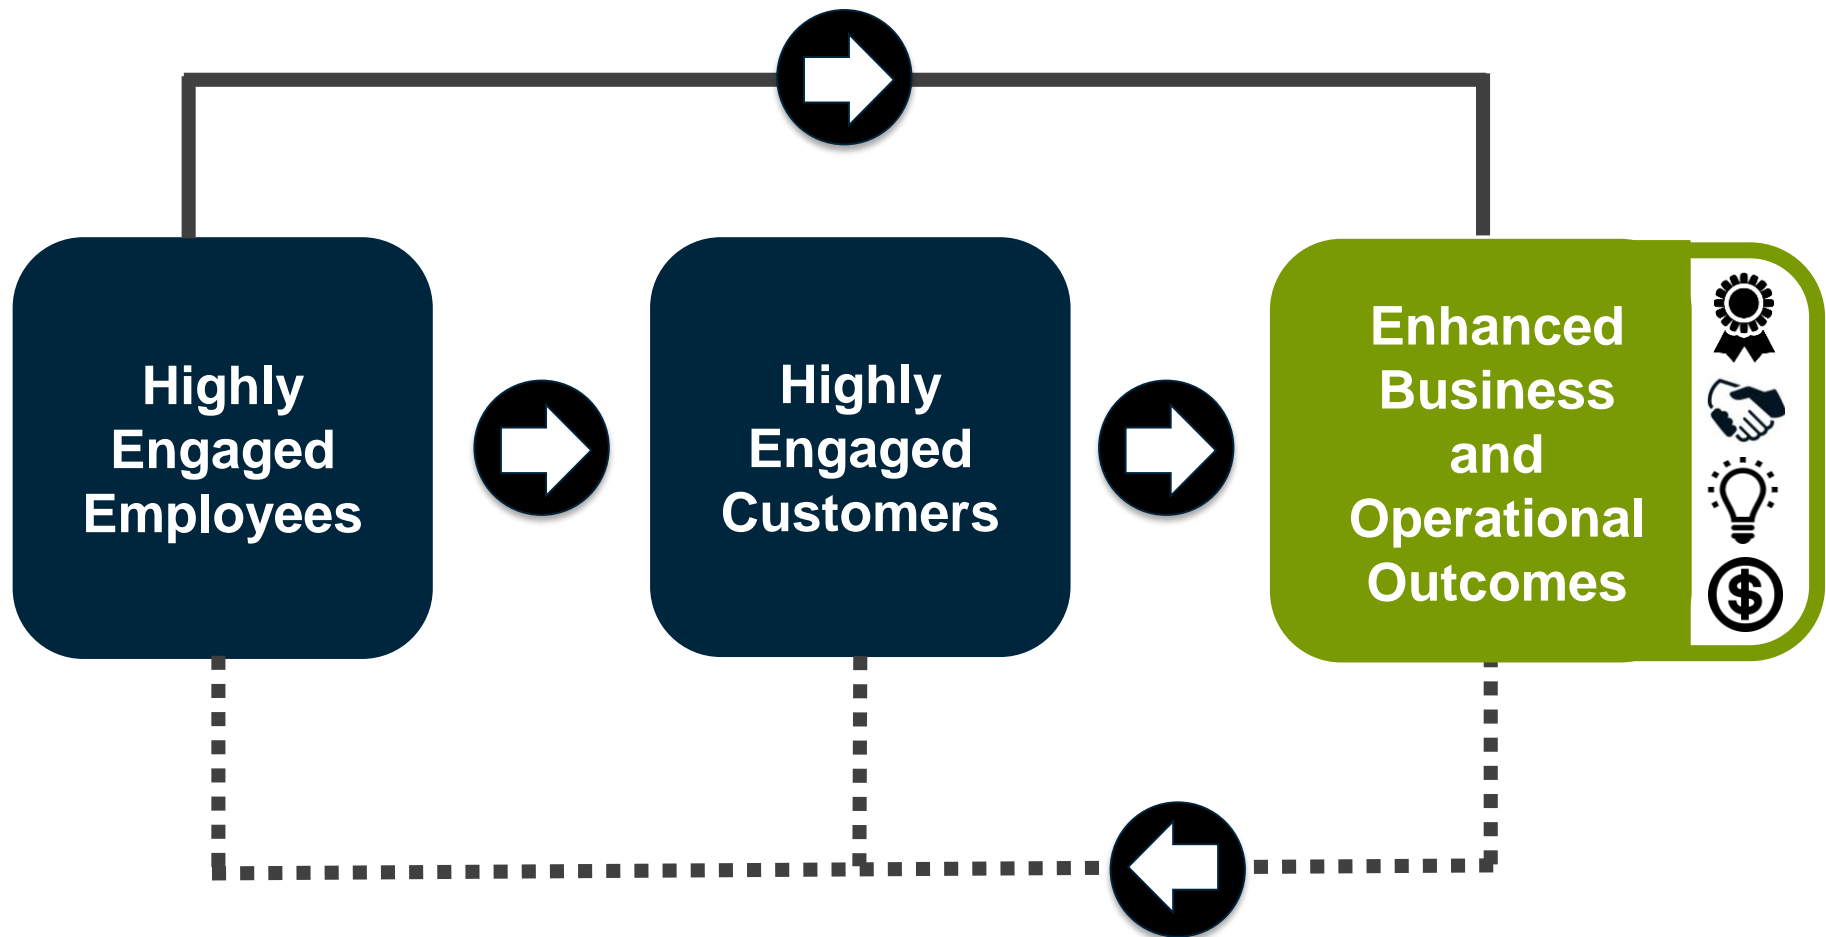 Highly
Engaged
Employees
Highly
Engaged
Customers
Enhanced
Business
and
Operational
Outcomes
$